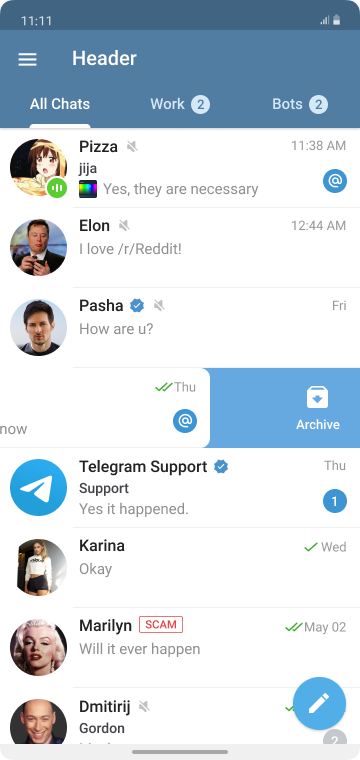 11:11
Header
All Chats
Work 2
Bots 2
Pizza 11:38 AM
jija
Yes, they are necessary
@
Elon 12:44 AM
I love /r/Reddit!
Pasha Fri
How are u?
Thu
@
now
Archive
Telegram Support Thu
Support
1
Yes it happened.
Karina Wed
Okay
Marilyn SCAM May 02
Will it ever happen
Dmitirij
Gordon
2